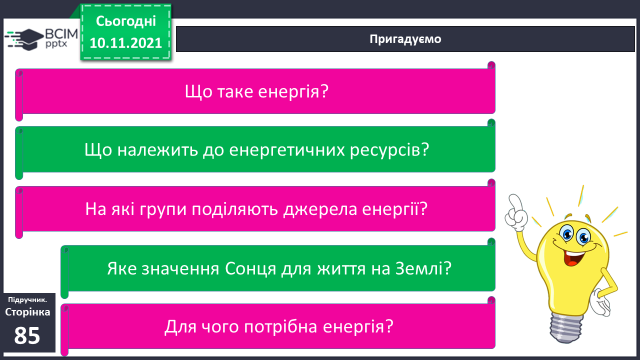 Сьогодні
10.11.2021
ВСІМ
pptx
Пригадуємо
Що таке енергія?
Що належить до енергетичних ресурсів?
На які групи поділяють джерела енергії?
Яке значення Сонця для життя на Землі?
Для чого потрібна енергія?
Підручник.
Сторінка
85